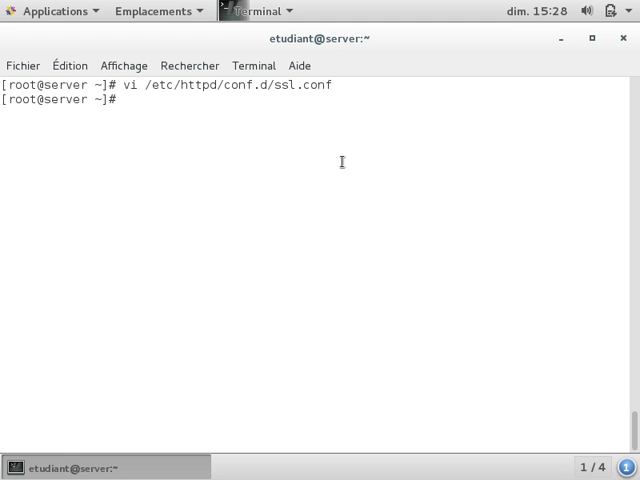 Applications Emplacements Terminal dim. 15:28
etudiant@server:~
Fichier Édition Affichage Rechercher Terminal Aide
[root@server ~]# vi /etc/httpd/conf.d/ssl.conf
[root@server ~]#
etudiant@server:~ 1 / 4 1